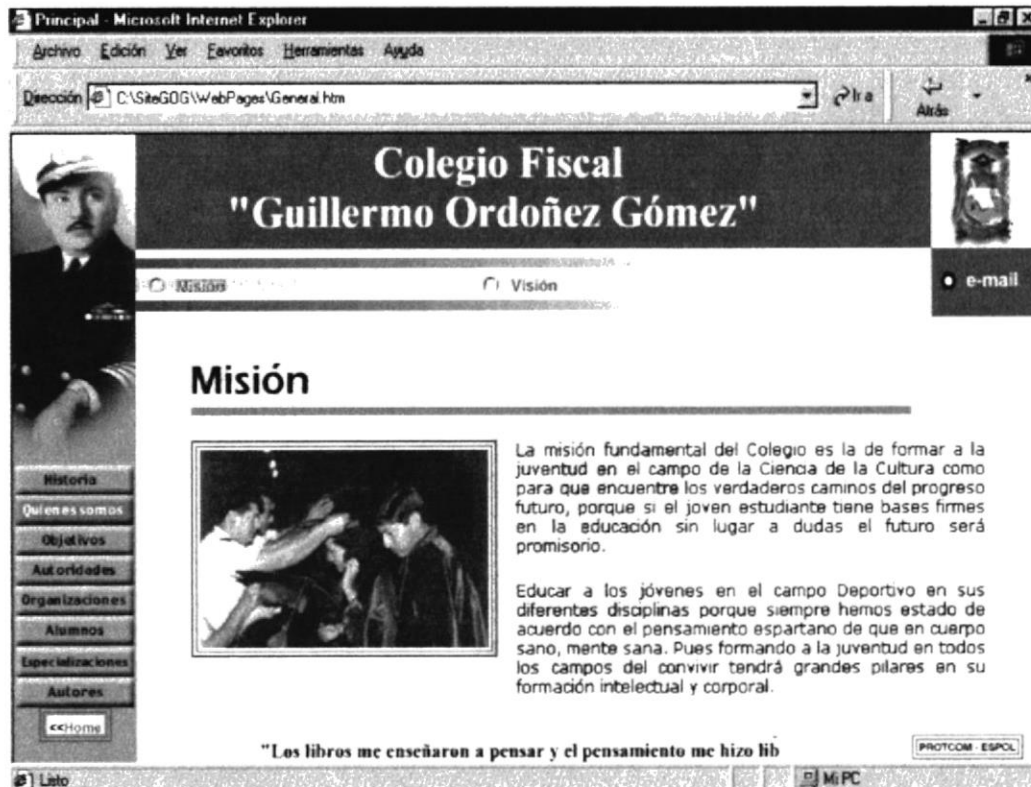 Principal - Microsoft Internet Explorer
Archivo Edición Ver Favoritos Herramientas Ayuda
Dirección C:\SiteGOG\WebPages\General.htm Ir a Atrás
Colegio Fiscal
"Guillermo Ordoñez Gómez"
Misión Visión e-mail
Misión
La misión fundamental del Colegio es la de formar a la
juventud en el campo de la Ciencia de la Cultura como
para que encuentre los verdaderos caminos del progreso
futuro, porque si el joven estudiante tiene bases firmes
en la educación sin lugar a dudas el futuro será
promisorio.
Educar a los jóvenes en el campo Deportivo en sus
diferentes disciplinas porque siempre hemos estado de
acuerdo con el pensamiento espartano de que en cuerpo
sano, mente sana. Pues formando a la juventud en todos
los campos del convivir tendrá grandes pilares en su
formación intelectual y corporal.
Historia
Quienes somos
Objetivos
Autoridades
Organizaciones
Alumnos
Especializaciones
Autores
<<Home
"Los libros me enseñaron a pensar y el pensamiento me hizo lib
PROTCOM - ESPOL
Listo Mi PC